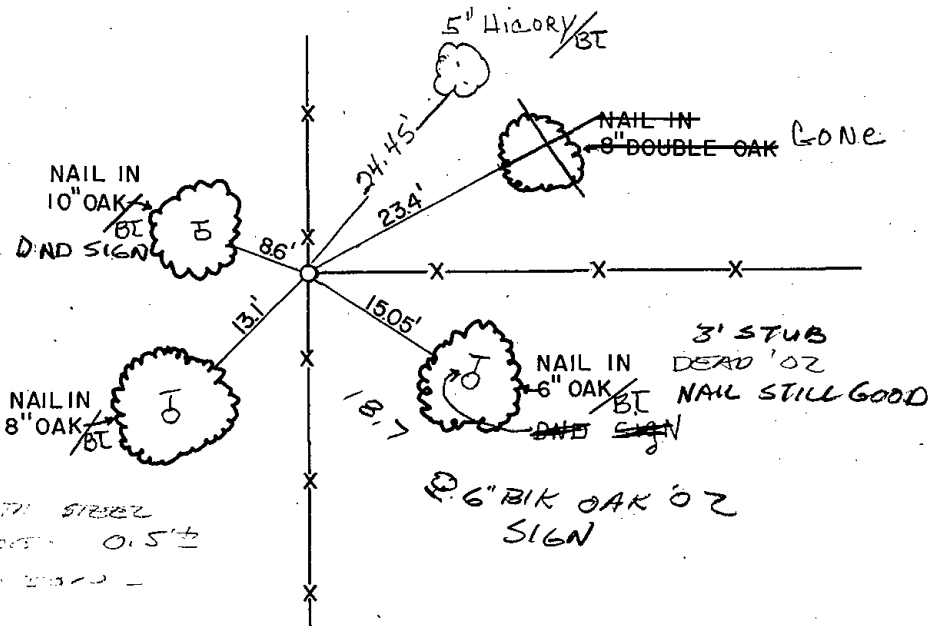 5" HICORY/BT
24.45'
NAIL IN
8" DOUBLE OAK GONE
23.4'
NAIL IN
10" OAK
BT
DND SIGN
8.6'
13.1'
15.05'
NAIL IN
8" OAK
BT
NAIL IN
6" OAK/BT
DND SIGN
3' STUB
DEAD '02
NAIL STILL GOOD
18.7
6" BlK OAK '02
SIGN
0.5'±